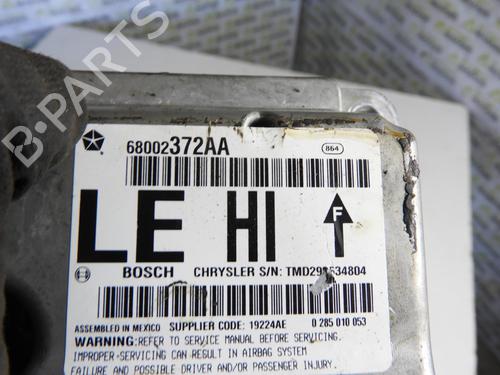 68002372AA
864
LE HI F
BOSCH CHRYSLER S/N:
ASSEMBLED IN MEXICO SUPPLIER CODE: 19224AE 0 285 010 053
WARNING: REFER TO SERVICE MANUAL BEFORE SERVICING.
IMPROPER SERVICING CAN RESULT IN AIRBAG SYSTEM
FAILURE AND POSSIBLE DRIVER AND/OR PASSENGER INJURY.